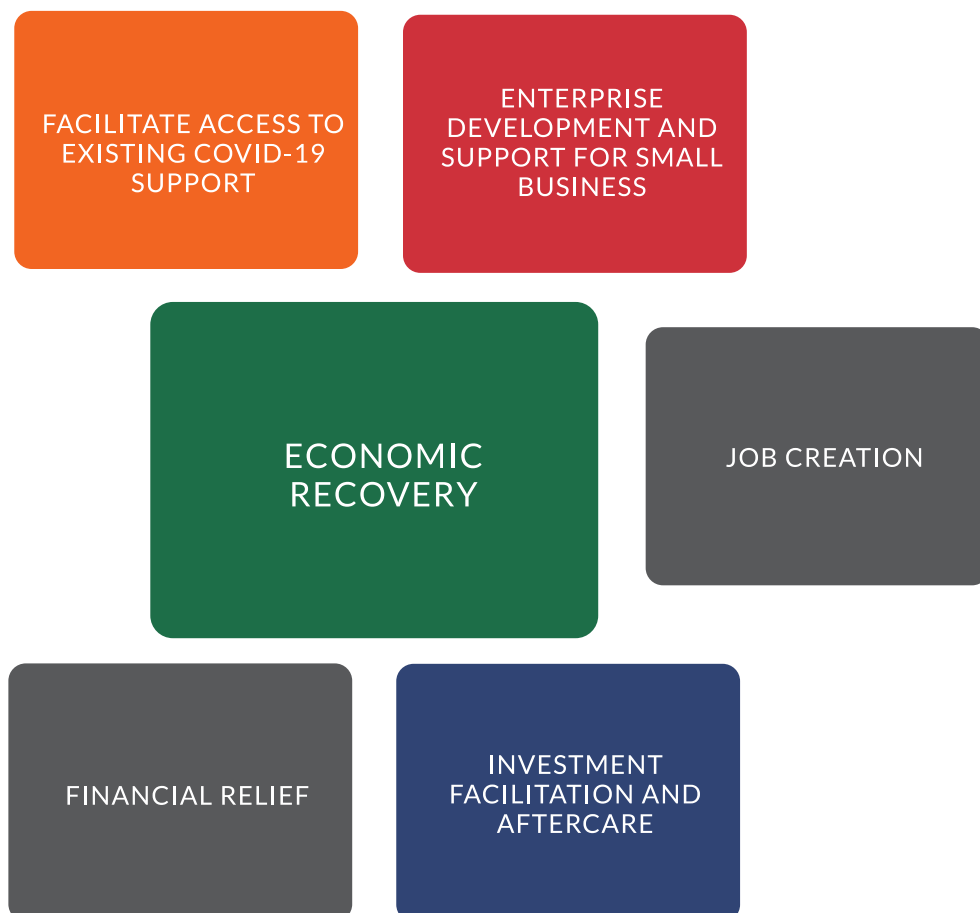 FACILITATE ACCESS TO
EXISTING COVID-19
SUPPORT
ENTERPRISE
DEVELOPMENT AND
SUPPORT FOR SMALL
BUSINESS
ECONOMIC
RECOVERY
JOB CREATION
FINANCIAL RELIEF
INVESTMENT
FACILITATION AND
AFTERCARE